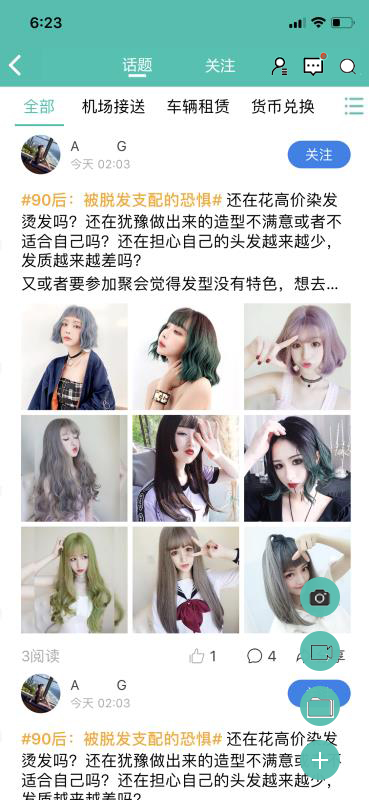 6:23
话题
关注
全部
机场接送
车辆租赁
货币兑换
A G
今天 02:03
关注
#90后：被脱发支配的恐惧# 还在花高价染发
烫发吗？还在犹豫做出来的造型不满意或者不
适合自己吗？还在担心自己的头发越来越少，
发质越来越差吗？
又或者要参加聚会觉得发型没有特色，想去...
3阅读
1
4
享
A G
今天 02:03
#90后：被脱发支配的恐惧# 还在花高价染发
烫发吗？还在犹豫做出来的造型不满意或
适合自己吗？还在担心自己的头发越来越少，
发质越来越差吗？